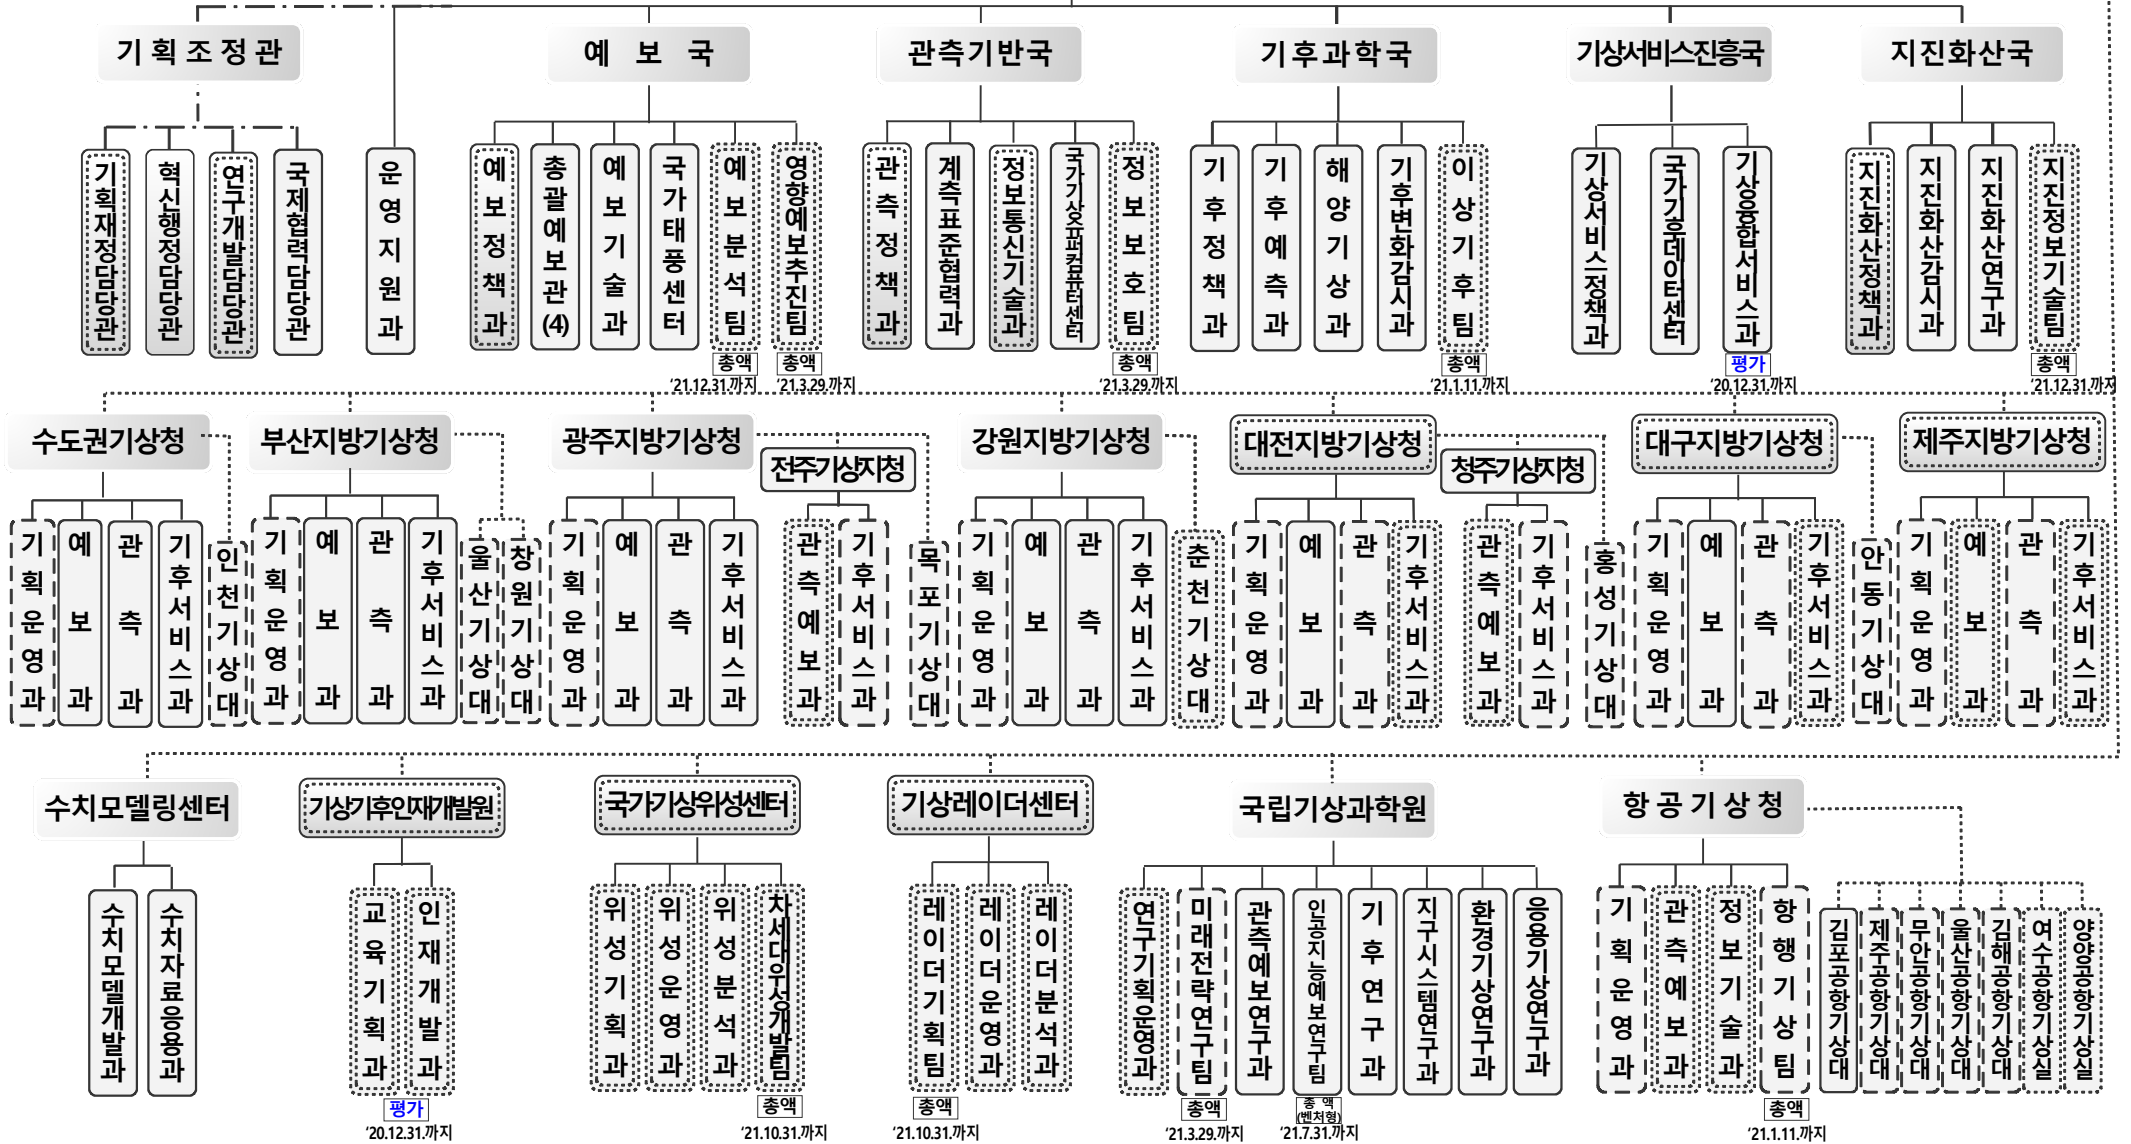 기획조정관
예보국
관측기반국
기후과학국
기상서비스진흥국
지진화산국
기획재정담당관
혁신행정담당관
연구개발담당관
국제협력담당관
운영지원과
예보정책과
총괄예보관(4)
예보기술과
국가태풍센터
예보분석팀
영향예보추진팀
관측정책과
계측표준협력과
정보통신기술과
국가기상슈퍼컴퓨터센터
정보보호팀
기후정책과
기후예측과
해양기상과
기후변화감시과
이상기후팀
기상서비스정책과
국가기후데이터센터
기상융합서비스과
지진화산정책과
지진화산감시과
지진화산연구과
지진정보기술팀
총액
총액
총액
총액
평가
총액
‘21.12.31.까지
‘21.3.29.까지
‘21.3.29.까지
‘21.1.11.까지
‘20.12.31.까지
‘21.12.31.까지
수도권기상청
부산지방기상청
광주지방기상청
전주기상지청
강원지방기상청
대전지방기상청
청주기상지청
대구지방기상청
제주지방기상청
기획운영과
예보과
관측과
기후서비스과
인천기상대
기획운영과
예보과
관측과
기후서비스과
울산기상대
창원기상대
기획운영과
예보과
관측과
기후서비스과
관측예보과
기후서비스과
목포기상대
기획운영과
예보과
관측과
기후서비스과
춘천기상대
기획운영과
예보과
관측과
기후서비스과
관측예보과
기후서비스과
홍성기상대
기획운영과
예보과
관측과
기후서비스과
안동기상대
기획운영과
예보과
관측과
기후서비스과
수치모델링센터
기상기후인재개발원
국가기상위성센터
기상레이더센터
국립기상과학원
항공기상청
수치모델개발과
수치자료응용과
교육기획과
인재개발과
위성기획과
위성운영과
위성분석과
차세대위성개발팀
레이더기획팀
레이더운영과
레이더분석과
연구기획운영과
미래전략연구팀
관측예보연구과
인공지능예보연구팀
기후연구과
지구시스템연구과
환경기상연구과
응용기상연구과
기획운영과
관측예보과
정보기술과
항행기상팀
김포공항기상대
제주공항기상대
무안공항기상대
울산공항기상대
김해공항기상대
여수공항기상실
양양공항기상실
평가
총액
총액
총액
총 액
(벤처형)
총액
‘20.12.31.까지
‘21.10.31.까지
‘21.10.31.까지
‘21.3.29.까지
‘21.7.31.까지
‘21.1.11.까지